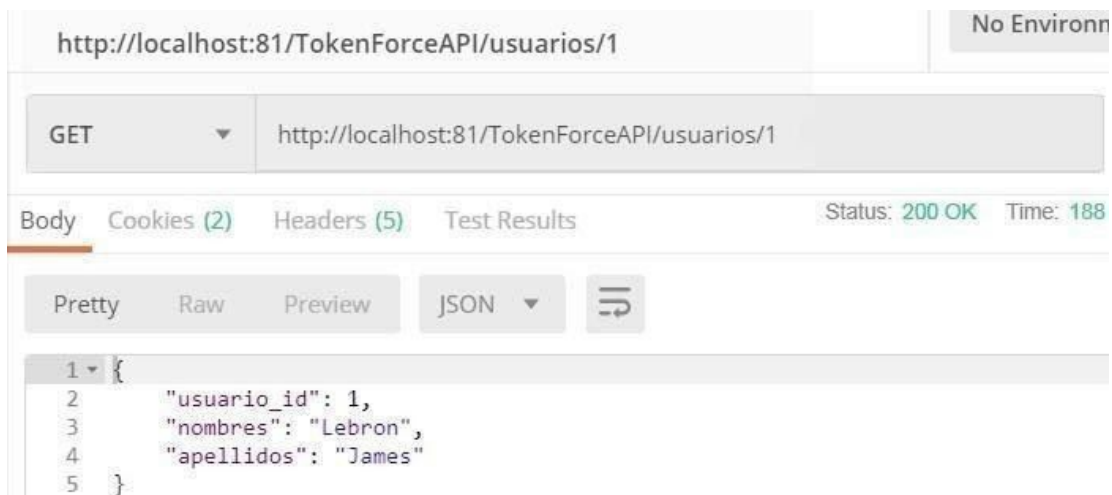 http://localhost:81/TokenForceAPI/usuarios/1
GET http://localhost:81/TokenForceAPI/usuarios/1
Body Cookies (2) Headers (5) Test Results Status: 200 OK Time: 188
Pretty Raw Preview JSON
1 {
2 "usuario_id": 1,
3 "nombres": "Lebron",
4 "apellidos": "James"
5 }